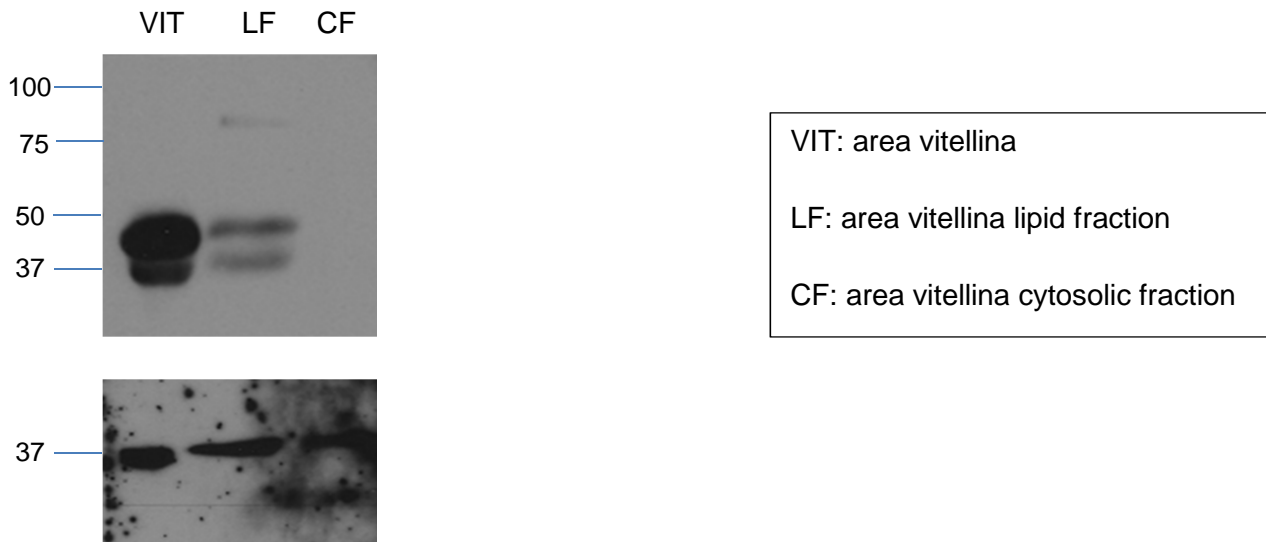 VIT LF CF
100
75
50
37
VIT: area vitellina
LF: area vitellina lipid fraction
CF: area vitellina cytosolic fraction
37